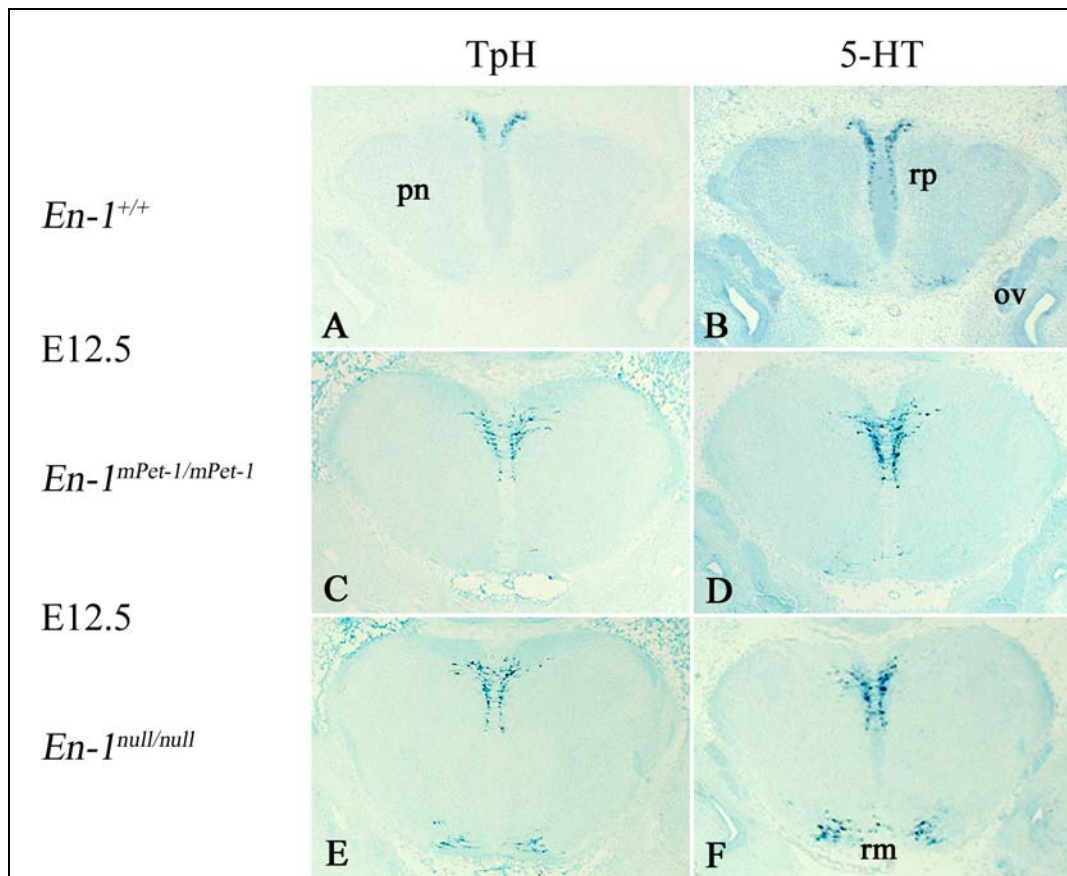 TpH 5-HT
En-1+/+
pn
rp
ov
A
B
E12.5
En-1mPet-1/mPet-1
C
D
E12.5
En-1null/null
rm
E
F